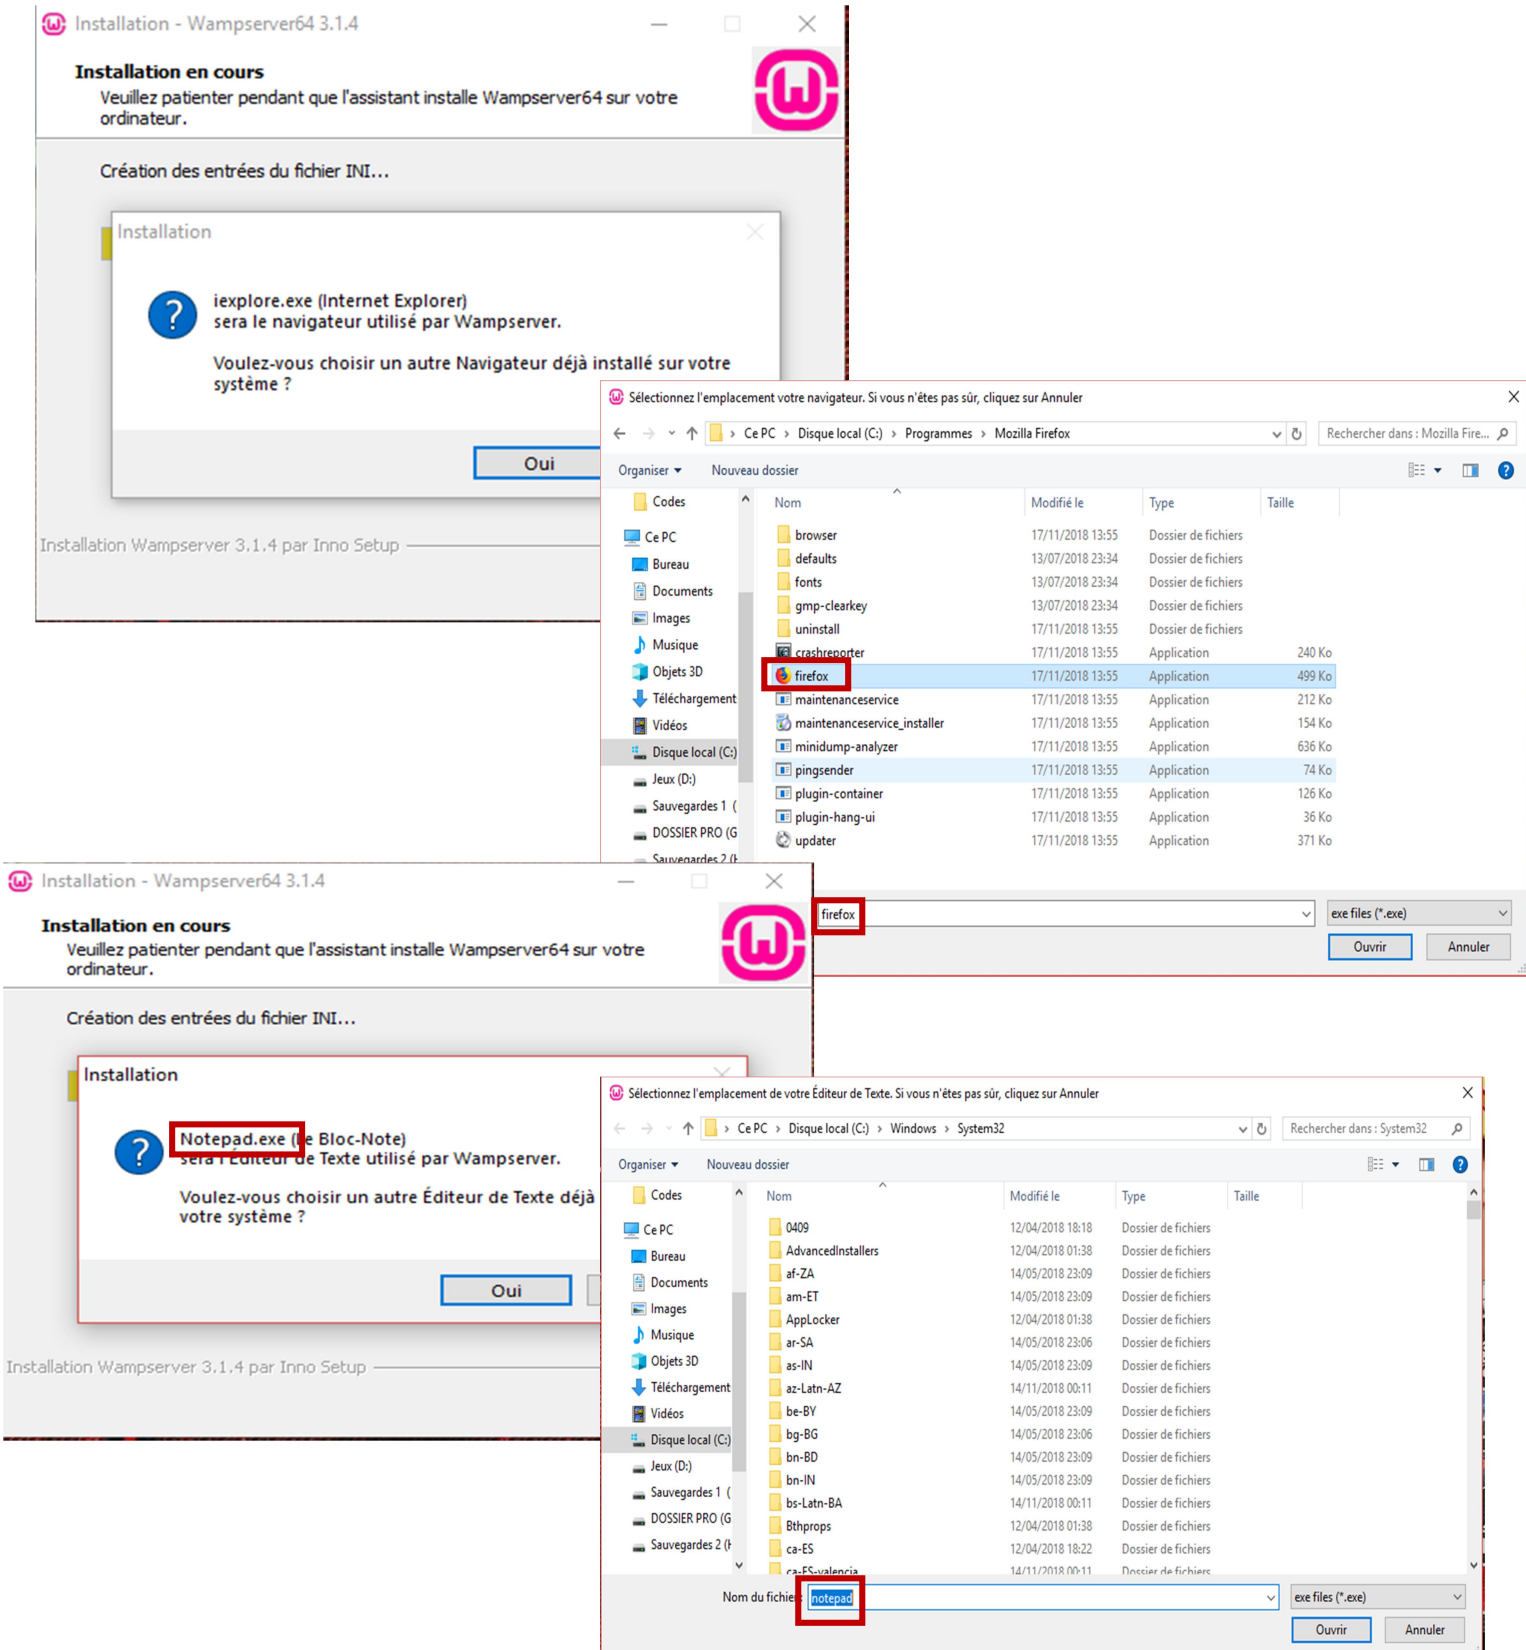 Installation - Wampserver64 3.1.4
Installation en cours
Veuillez patienter pendant que l'assistant installe Wampserver64 sur votre
ordinateur.
Création des entrées du fichier INI...
Installation
iexplore.exe (Internet Explorer)
sera le navigateur utilisé par Wampserver.
Voulez-vous choisir un autre Navigateur déjà installé sur votre
système ?
Oui
Installation Wampserver 3.1.4 par Inno Setup
Sélectionnez l'emplacement votre navigateur. Si vous n'êtes pas sûr, cliquez sur Annuler
Ce PC > Disque local (C:) > Programmes > Mozilla Firefox
Rechercher dans : Mozilla Fire...
Organiser Nouveau dossier
Codes
Ce PC
Bureau
Documents
Images
Musique
Objets 3D
Téléchargement
Vidéos
Disque local (C:)
Jeux (D:)
Sauvegardes 1 (
DOSSIER PRO (G
Sauvegardes 2 (H
Nom Modifié le Type Taille
browser 17/11/2018 13:55 Dossier de fichiers
defaults 13/07/2018 23:34 Dossier de fichiers
fonts 13/07/2018 23:34 Dossier de fichiers
gmp-clearkey 13/07/2018 23:34 Dossier de fichiers
uninstall 17/11/2018 13:55 Dossier de fichiers
crashreporter 17/11/2018 13:55 Application 240 Ko
firefox 17/11/2018 13:55 Application 499 Ko
maintenanceservice 17/11/2018 13:55 Application 212 Ko
maintenanceservice_installer 17/11/2018 13:55 Application 154 Ko
minidump-analyzer 17/11/2018 13:55 Application 636 Ko
pingsender 17/11/2018 13:55 Application 74 Ko
plugin-container 17/11/2018 13:55 Application 126 Ko
plugin-hang-ui 17/11/2018 13:55 Application 36 Ko
updater 17/11/2018 13:55 Application 371 Ko
firefox
exe files (*.exe)
Ouvrir Annuler
Installation - Wampserver64 3.1.4
Installation en cours
Veuillez patienter pendant que l'assistant installe Wampserver64 sur votre
ordinateur.
Création des entrées du fichier INI...
Installation
Notepad.exe (Le Bloc-Note)
sera l'Éditeur de Texte utilisé par Wampserver.
Voulez-vous choisir un autre Éditeur de Texte déjà
votre système ?
Oui
Installation Wampserver 3.1.4 par Inno Setup
Sélectionnez l'emplacement de votre Éditeur de Texte. Si vous n'êtes pas sûr, cliquez sur Annuler
Ce PC > Disque local (C:) > Windows > System32
Rechercher dans : System32
Organiser Nouveau dossier
Codes
Ce PC
Bureau
Documents
Images
Musique
Objets 3D
Téléchargement
Vidéos
Disque local (C:)
Jeux (D:)
Sauvegardes 1 (
DOSSIER PRO (G
Sauvegardes 2 (H
Nom Modifié le Type Taille
0409 12/04/2018 18:18 Dossier de fichiers
AdvancedInstallers 12/04/2018 01:38 Dossier de fichiers
af-ZA 14/05/2018 23:09 Dossier de fichiers
am-ET 14/05/2018 23:09 Dossier de fichiers
AppLocker 12/04/2018 01:38 Dossier de fichiers
ar-SA 14/05/2018 23:06 Dossier de fichiers
as-IN 14/05/2018 23:09 Dossier de fichiers
az-Latn-AZ 14/11/2018 00:11 Dossier de fichiers
be-BY 14/05/2018 23:09 Dossier de fichiers
bg-BG 14/05/2018 23:06 Dossier de fichiers
bn-BD 14/05/2018 23:09 Dossier de fichiers
bn-IN 14/05/2018 23:09 Dossier de fichiers
bs-Latn-BA 14/11/2018 00:11 Dossier de fichiers
Bthprops 12/04/2018 01:38 Dossier de fichiers
ca-ES 12/04/2018 18:22 Dossier de fichiers
ca-ES-valencia 14/11/2018 00:11 Dossier de fichiers
Nom du fichier notepad
exe files (*.exe)
Ouvrir Annuler